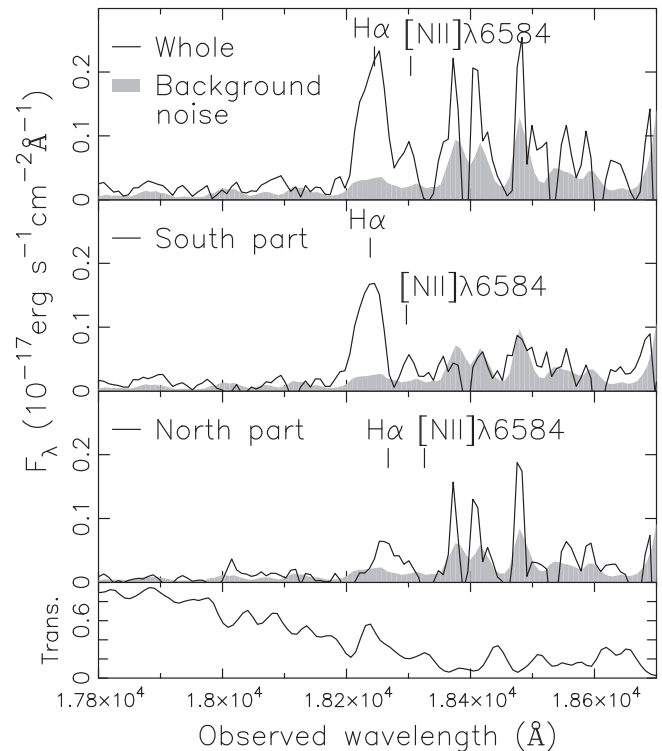 Hα [NII]λ6584
Whole
Background
noise
0.2
0.1
0
Hα
South part
[NII]λ6584
0.2
0.1
0
North part
Hα [NII]λ6584
0.2
0.1
0
F_λ (10⁻¹⁷erg s⁻¹cm⁻²Å⁻¹)
Trans.
0.6
0
1.78×10⁴ 1.8×10⁴ 1.82×10⁴ 1.84×10⁴ 1.86×10⁴
Observed wavelength (Å)